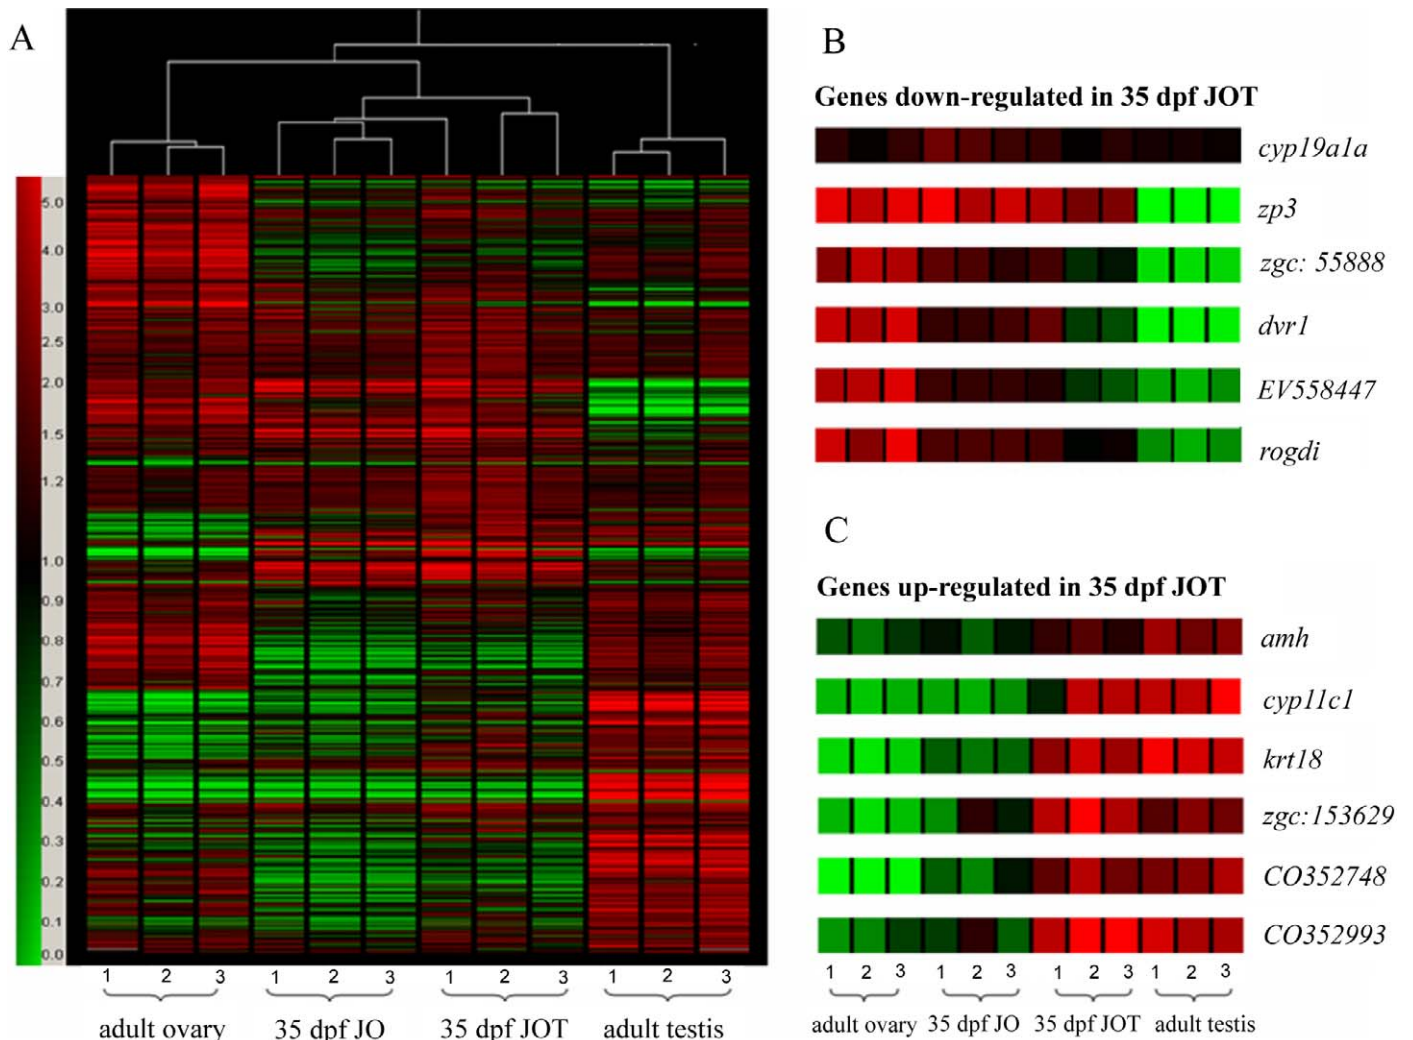 A
5.0
4.0
3.0
2.5
2.0
1.5
1.2
1.0
0.9
0.8
0.7
0.6
0.5
0.4
0.3
0.2
0.1
0.0
1 2 3 1 2 3 1 2 3 1 2 3
adult ovary 35 dpf JO 35 dpf JOT adult testis
B
Genes down-regulated in 35 dpf JOT
cyp19a1a
zp3
zgc: 55888
dvr1
EV558447
rogdi
C
Genes up-regulated in 35 dpf JOT
amh
cyp11c1
krt18
zgc:153629
CO352748
CO352993
1 2 3 1 2 3 1 2 3 1 2 3
adult ovary 35 dpf JO 35 dpf JOT adult testis